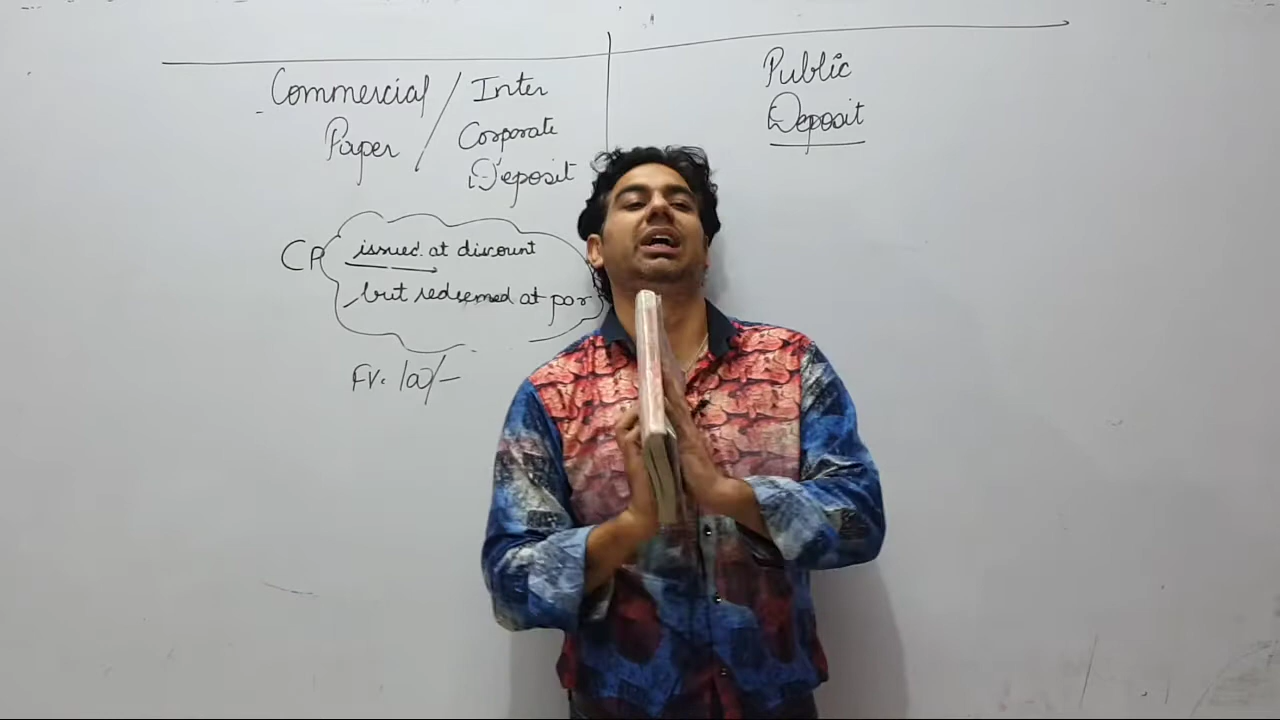 Commercial / Inter
Paper Corporate
Deposit
Public
Deposit
CP issued at discount
but redeemed at par
FV. 100/-